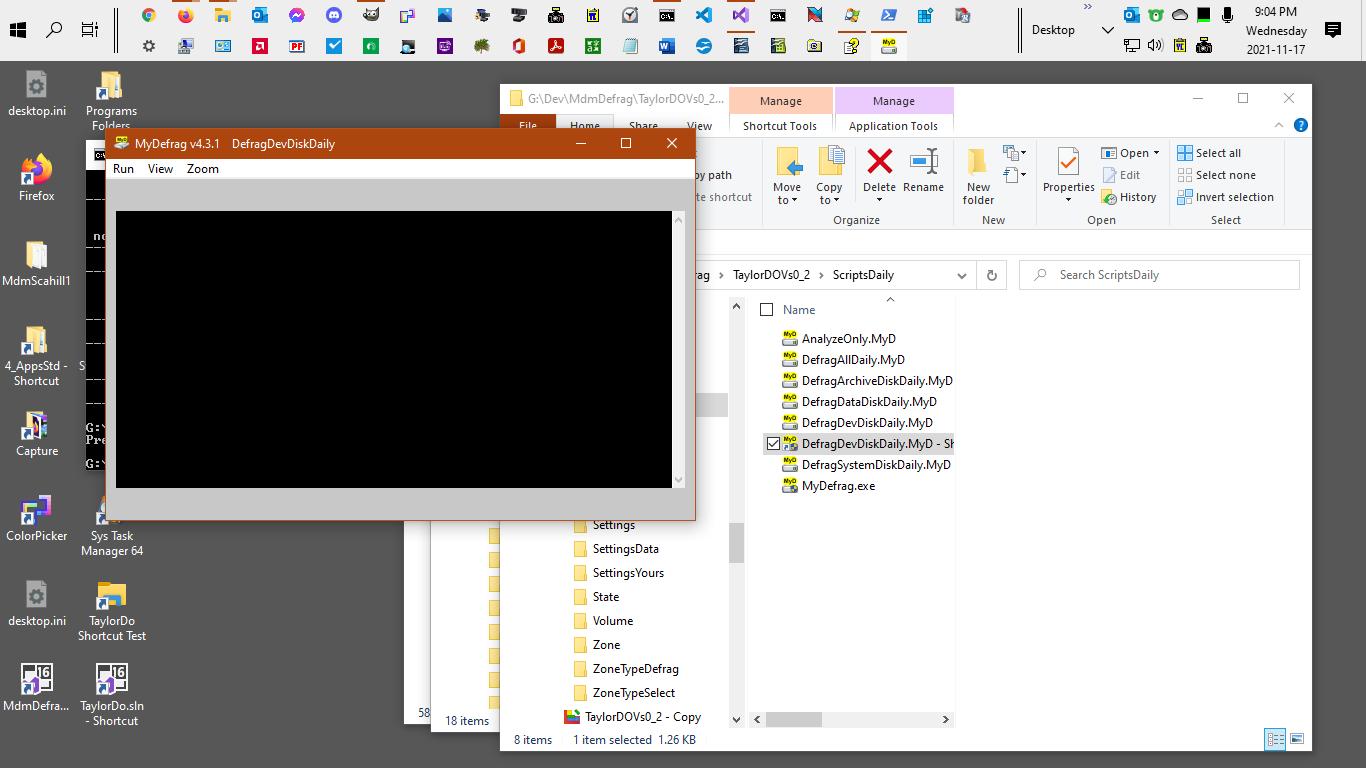 9:04 PM
Wednesday
2021-11-17
Desktop
desktop.ini
Programs
Folders
Firefox
MdmScahill1
4_AppsStd -
Shortcut
Capture
ColorPicker
Sys Task
Manager 64
desktop.ini
TaylorDo
Shortcut Test
MdmDefra...
TaylorDo.sln
- Shortcut
MyDefrag v4.3.1 DefragDevDiskDaily
Run View Zoom
G:\Dev\MdmDefrag\TaylorDOVs0_2...
Manage
Manage
File Home Share View Shortcut Tools Application Tools
Move
to
Copy
to
Delete
Rename
New
folder
Properties
Open
Edit
History
Select all
Select none
Invert selection
Organize
New
Open
Select
TaylorDOVs0_2 › ScriptsDaily
Search ScriptsDaily
Name
AnalyzeOnly.MyD
DefragAllDaily.MyD
DefragArchiveDiskDaily.MyD
DefragDataDiskDaily.MyD
DefragDevDiskDaily.MyD
DefragDevDiskDaily.MyD - Sh
DefragSystemDiskDaily.MyD
MyDefrag.exe
Settings
SettingsData
SettingsYours
State
Volume
Zone
ZoneTypeDefrag
ZoneTypeSelect
TaylorDOVs0_2 - Copy
58
18 items
8 items 1 item selected 1.26 KB